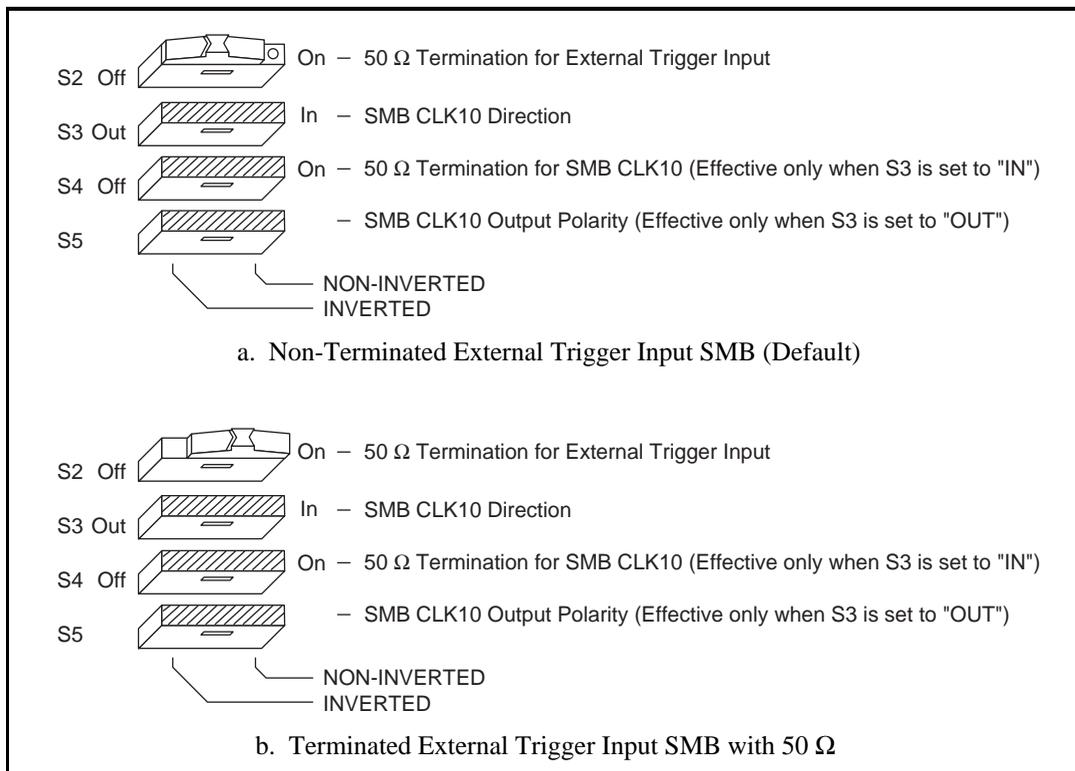 S2 Off On – 50 Ω Termination for External Trigger Input
S3 Out In – SMB CLK10 Direction
S4 Off On – 50 Ω Termination for SMB CLK10 (Effective only when S3 is set to "IN")
S5 – SMB CLK10 Output Polarity (Effective only when S3 is set to "OUT")
NON-INVERTED
INVERTED
a. Non-Terminated External Trigger Input SMB (Default)
S2 Off On – 50 Ω Termination for External Trigger Input
S3 Out In – SMB CLK10 Direction
S4 Off On – 50 Ω Termination for SMB CLK10 (Effective only when S3 is set to "IN")
S5 – SMB CLK10 Output Polarity (Effective only when S3 is set to "OUT")
NON-INVERTED
INVERTED
b. Terminated External Trigger Input SMB with 50 Ω